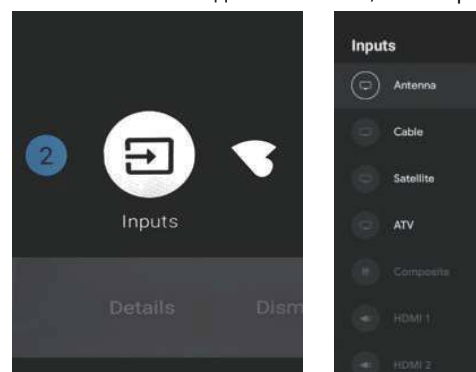 2
Inputs
Details
Dism
Inputs
Antenna
Cable
Satellite
ATV
Composite
HDMI 1
HDMI 2